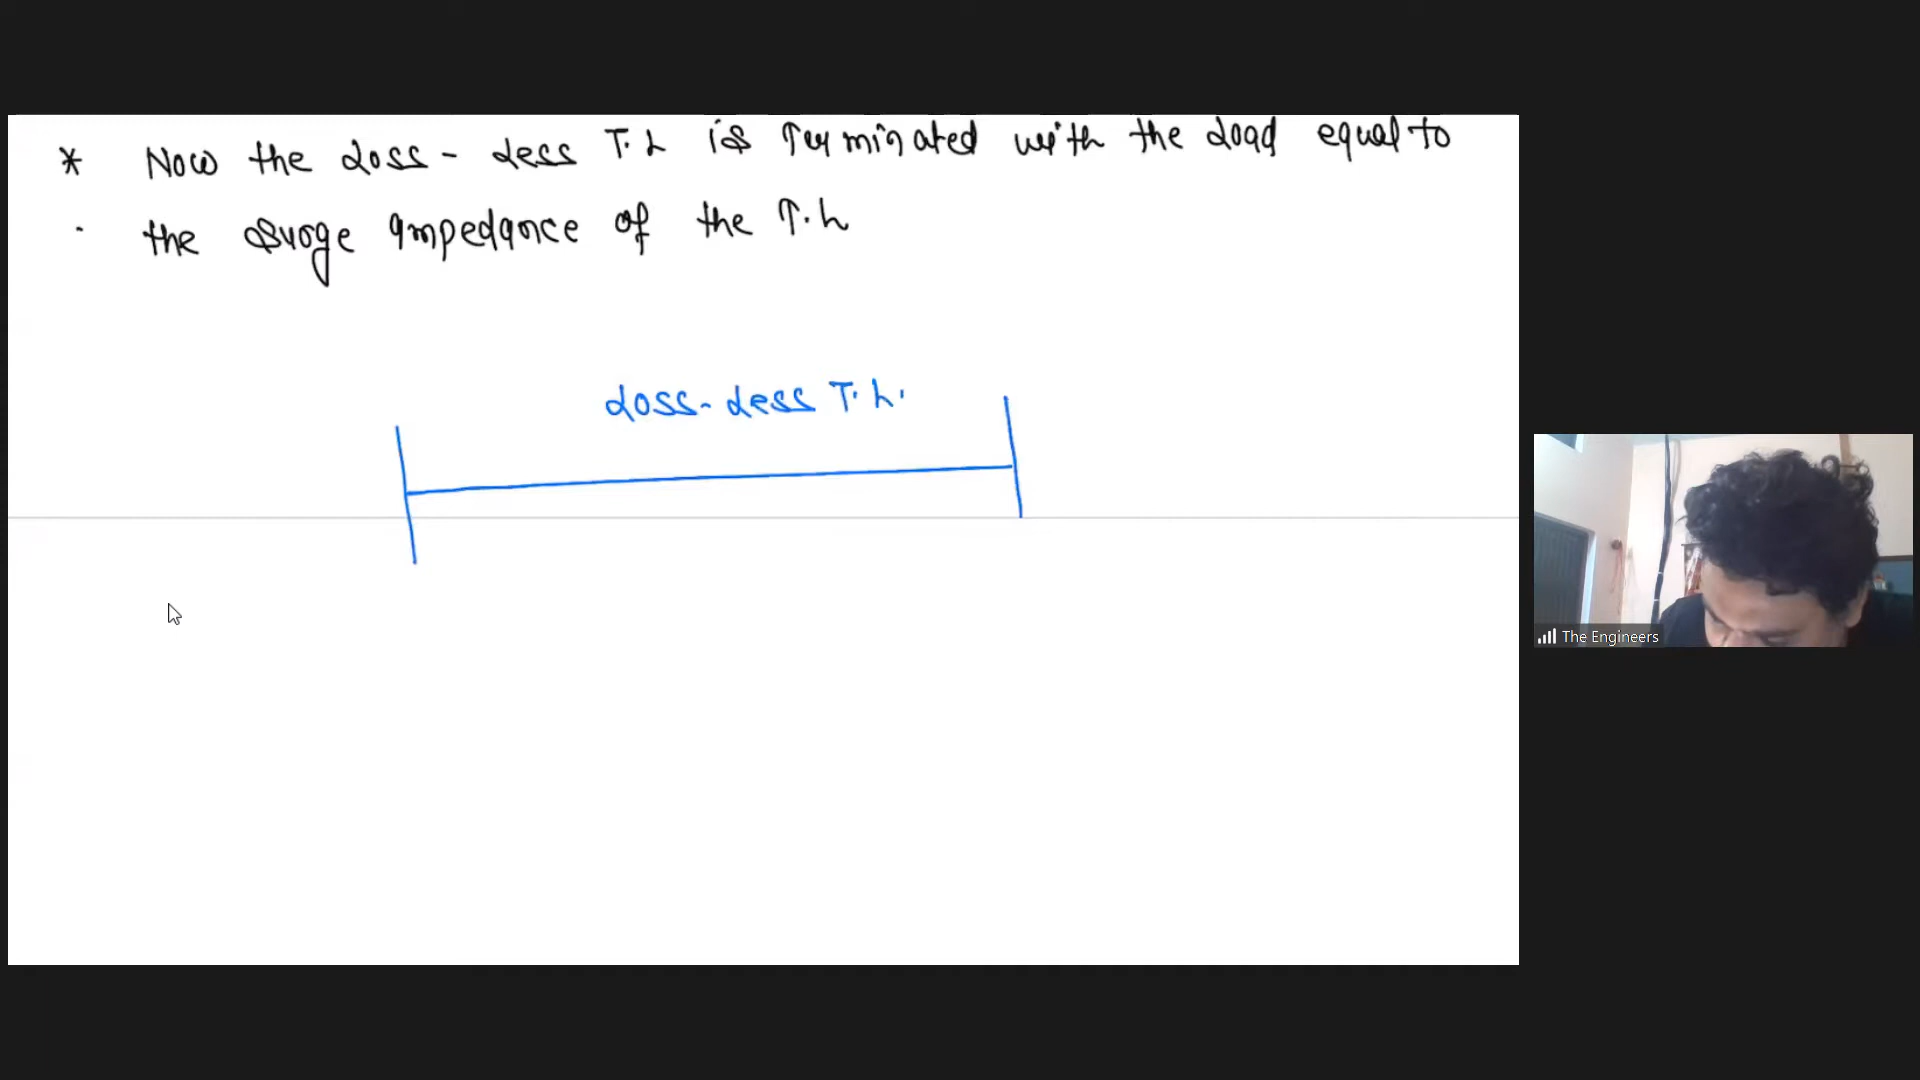 * Now the Loss - Less T. L is Terminated with the Load equal to
the Surge Impedance of the T. L
Loss - Less T. L.
The Engineers